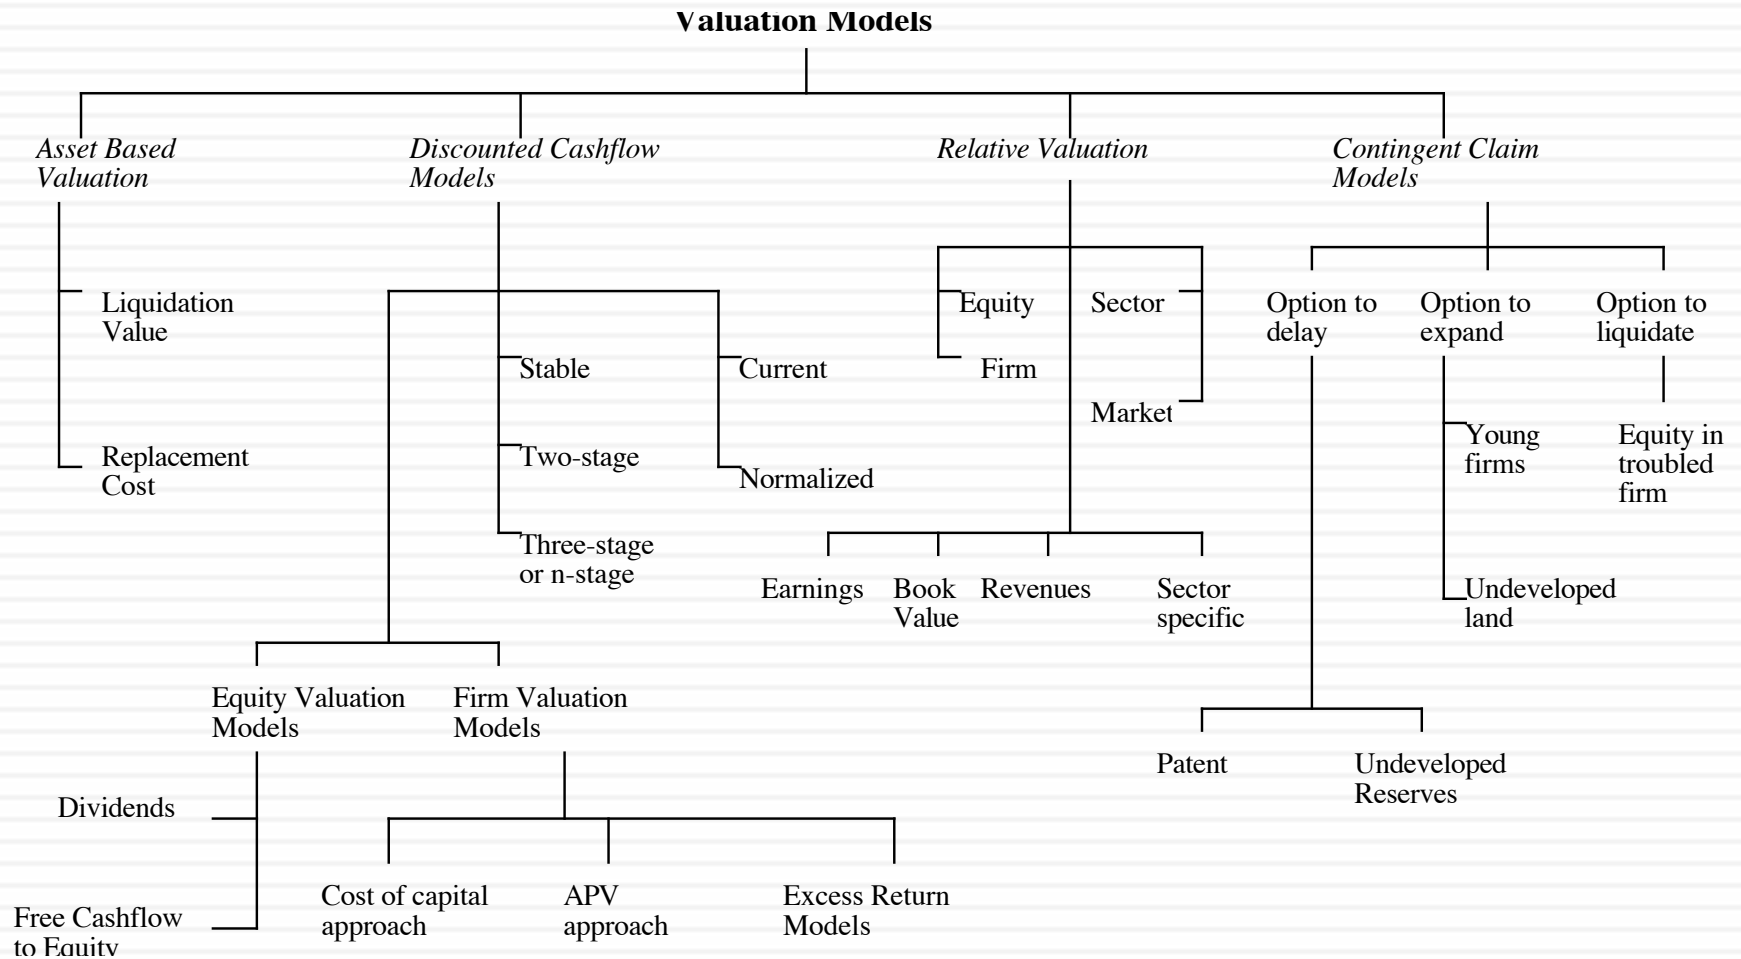 Valuation Models
Asset Based
Valuation
Discounted Cashflow
Models
Relative Valuation
Contingent Claim
Models
Liquidation
Value
Replacement
Cost
Stable
Two-stage
Three-stage
or n-stage
Current
Normalized
Equity
Firm
Sector
Market
Option to
delay
Option to
expand
Option to
liquidate
Young
firms
Equity in
troubled
firm
Undeveloped
land
Earnings
Book
Value
Revenues
Sector
specific
Equity Valuation
Models
Firm Valuation
Models
Patent
Undeveloped
Reserves
Dividends
Free Cashflow
to Equity
Cost of capital
approach
APV
approach
Excess Return
Models